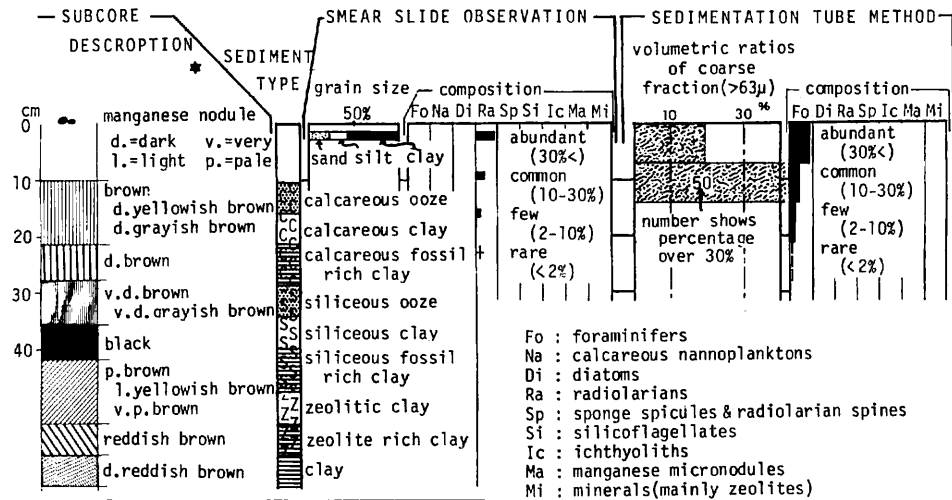 SUBCORE
DESCROPTION
★
SEDIMENT
TYPE
SMEAR SLIDE OBSERVATION
grain size
50%
composition
Fo Na Di Ra Sp Si Ic Ma Mi
SEDIMENTATION TUBE METHOD
volumetric ratios
of coarse
fraction(>63µ)
%
10 30
composition
Fo Di Ra Sp Ic Ma Mi
cm
0
10
20
30
40
manganese nodule
d.=dark v.=very
l.=light p.=pale
brown
d.yellowish brown
d.grayish brown
d.brown
v.d.brown
v.d.grayish brown
black
p.brown
l.yellowish brown
v.p.brown
reddish brown
d.reddish brown
sand silt clay
calcareous ooze
calcareous clay
calcareous fossil
rich clay
siliceous ooze
siliceous clay
siliceous fossil
rich clay
zeolitic clay
zeolite rich clay
clay
abundant
(30%<)
common
(10-30%)
few
(2-10%)
+ rare
(<2%)
50
number shows
percentage
over 30%
abundant
(30%<)
common
(10-30%)
few
(2-10%)
rare
(<2%)
Fo : foraminifers
Na : calcareous nannoplanktons
Di : diatoms
Ra : radiolarians
Sp : sponge spicules & radiolarian spines
Si : silicoflagellates
Ic : ichthyoliths
Ma : manganese micronodules
Mi : minerals(mainly zeolites)